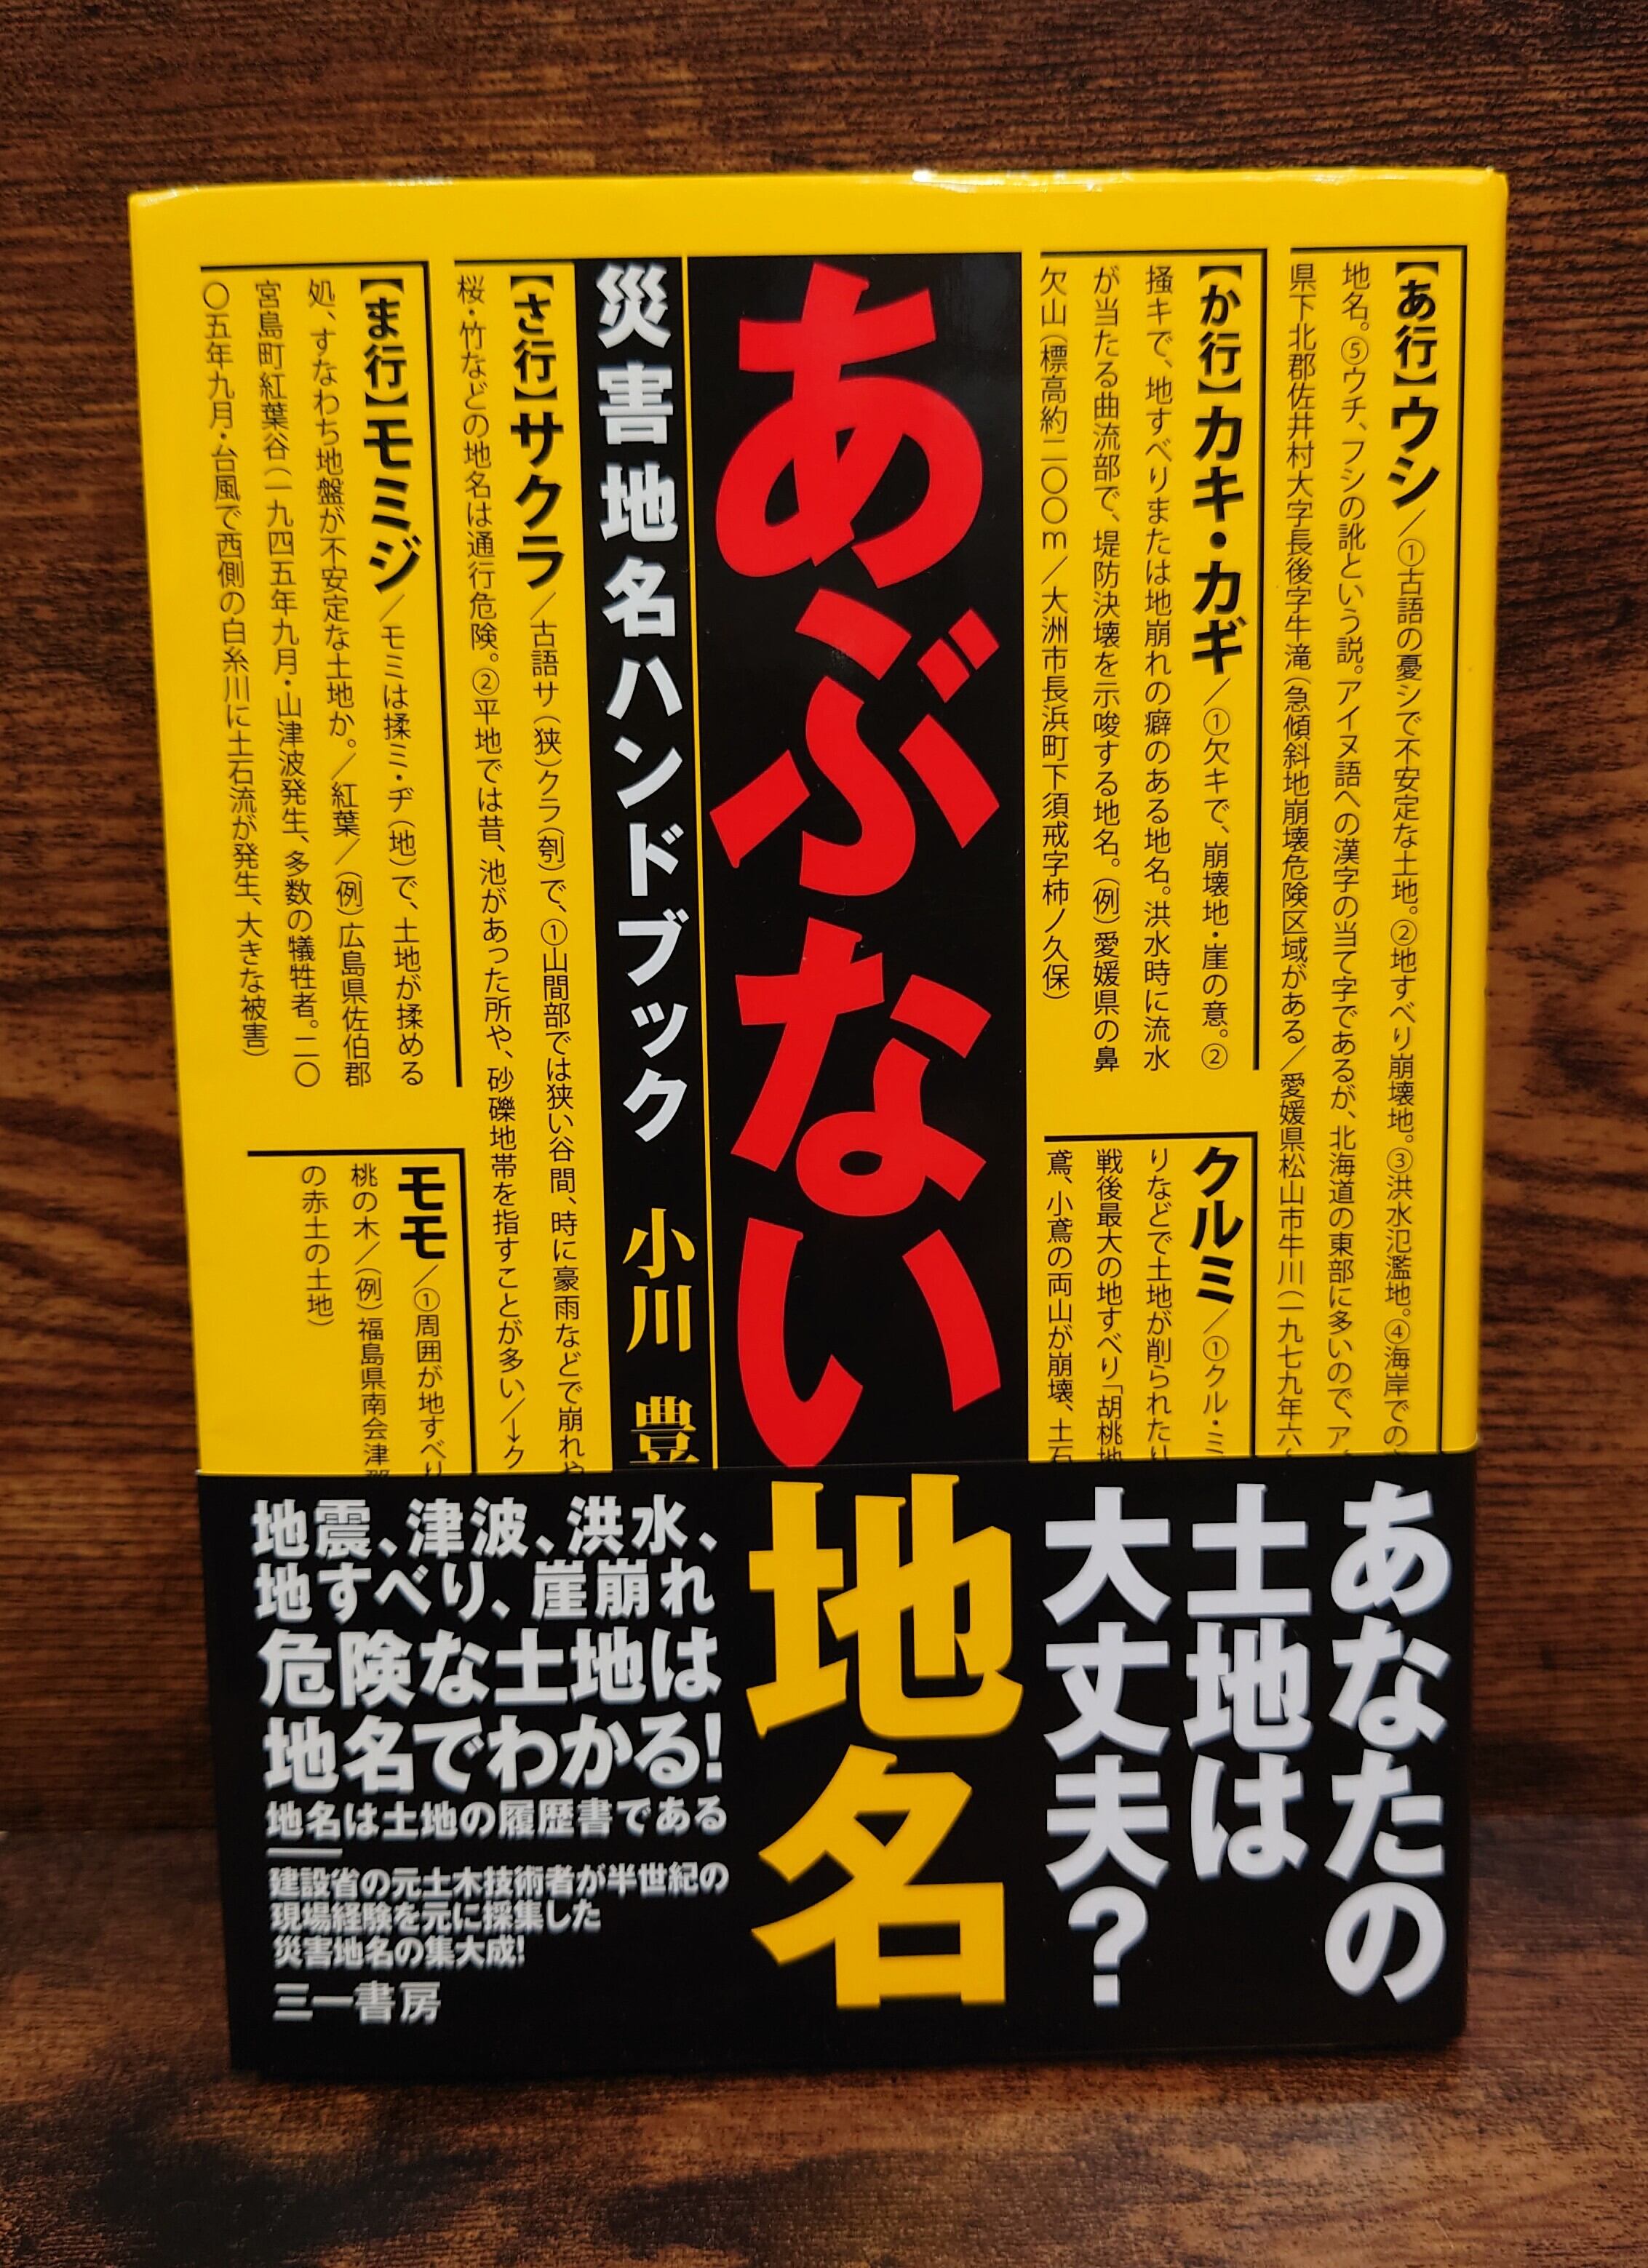 【あ行】ウシ／①古語の憂シで不安定な土地。②地すべり崩壊地。③洪水氾濫地。④海岸での
地名。⑤ウチ、フシの訛という説。アイヌ語への漢字の当て字であるが、北海道の東部に多いので、ア
県下北郡佐井村大字長後字牛滝（急傾斜地崩壊危険区域がある／愛媛県松山市牛川（一九七九年六
【か行】カキ・カギ／①欠キで、崩壊地・崖の意。②
掻キで、地すべりまたは地崩れの癖のある地名。洪水時に流水
が当たる曲流部で、堤防決壊を示唆する地名。（例）愛媛県の鼻
欠山（標高約二〇〇ｍ／大洲市長浜町下須戒字柿ノ久保）
クルミ／①クル・ミ
りなどで土地が削られたり
戦後最大の地すべり「胡桃地
鳶、小鳶の両山が崩壊、土石
あぶない
地名
災害地名ハンドブック
小川 豊
【さ行】サクラ／古語サ（狭）クラ（刳）で、①山間部では狭い谷間、時に豪雨などで崩れや
桜・竹などの地名は通行危険。②平地では昔、池があった所や、砂礫地帯を指すことが多い／→ク
【ま行】モミジ／モミは揉ミ・ヂ（地）で、土地が揉める
処、すなわち地盤が不安定な土地か。／紅葉／（例）広島県佐伯郡
宮島町紅葉谷（一九四五年九月・山津波発生、多数の犠牲者。二〇
〇五年九月・台風で西側の白糸川に土石流が発生、大きな被害）
モモ／①周囲が地すべり
桃の木／（例）福島県南会津郡
の赤土の土地）
あなたの
土地は
大丈夫？
地震、津波、洪水、
地すべり、崖崩れ
危険な土地は
地名でわかる！
地名は土地の履歴書である
建設省の元土木技術者が半世紀の
現場経験を元に採集した
災害地名の集大成！
三一書房